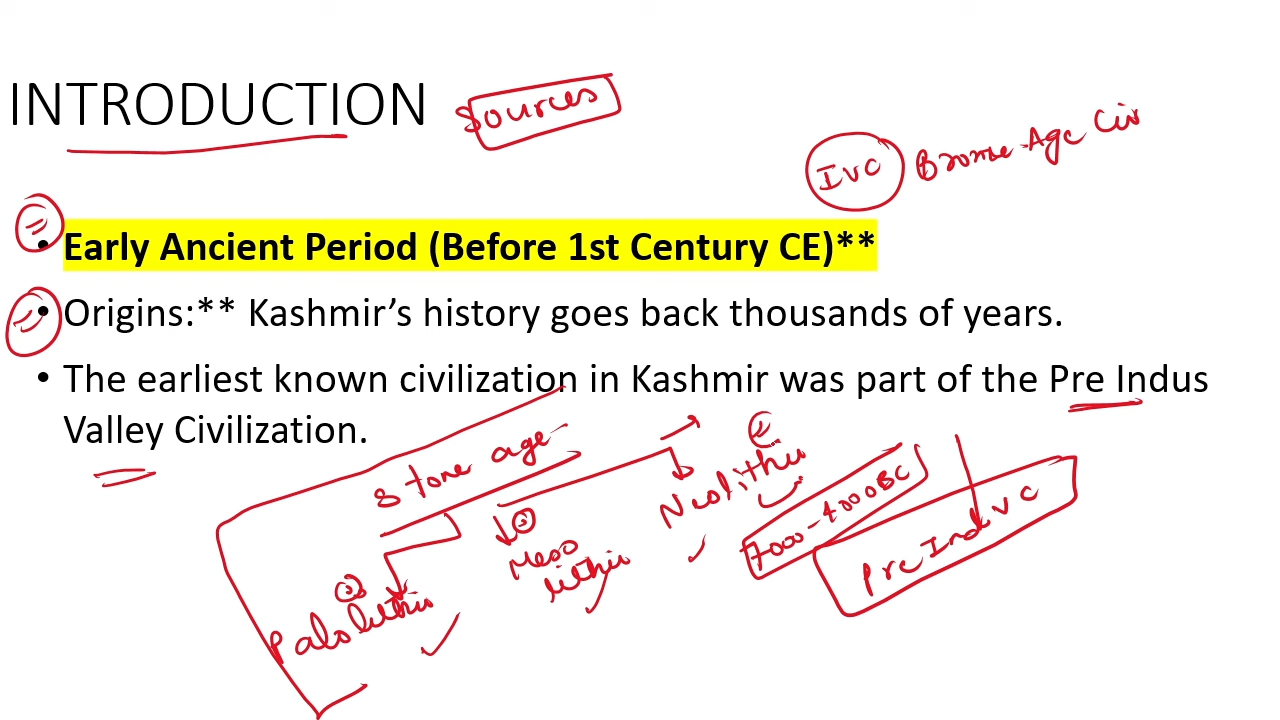 INTRODUCTION
Sources
IVC Bronse Age Civ
• Early Ancient Period (Before 1st Century CE)**
• Origins:** Kashmir’s history goes back thousands of years.
• The earliest known civilization in Kashmir was part of the Pre Indus
Valley Civilization.
Stone age
Neolithic
7000-4000BC
Pre Ind VC
Meso
lithic
Palolithic